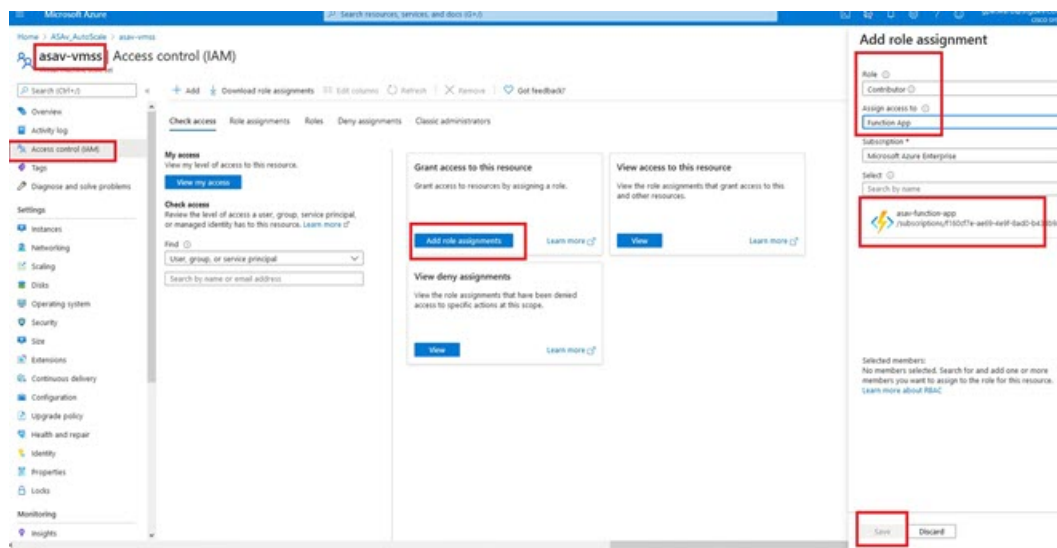 Microsoft Azure
Search resources, services, and docs (G+/)
Home > ASAv_AutoScale > asav-vmss
asav-vmss | Access control (IAM)
Search (Ctrl+/)
Overview
Activity log
Access control (IAM)
Tags
Diagnose and solve problems
Settings
Instances
Networking
Scaling
Disks
Operating system
Security
Size
Extensions
Continuous delivery
Configuration
Upgrade policy
Health and repair
Identity
Properties
Locks
Monitoring
Insights
+ Add Download role assignments Edit columns Refresh Remove Got feedback?
Check access Role assignments Roles Deny assignments Classic administrators
My access
View my level of access to this resource.
View my access
Check access
Review the level of access a user, group, service principal,
or managed identity has to this resource. Learn more
Find
User, group, or service principal
Search by name or email address
Grant access to this resource
Grant access to resources by assigning a role.
Add role assignments Learn more
View access to this resource
View the role assignments that grant access to this
and other resources.
View Learn more
View deny assignments
View the role assignments that have been denied
access to specific actions at this scope.
View Learn more
Add role assignment
Role
Contributor
Assign access to
Function App
Subscription *
Microsoft Azure Enterprise
Select
Search by name
asav-function-app
Selected members:
No members selected. Search for and add one or more
members you want to assign to the role for this resource.
Learn more about RBAC
Save Discard